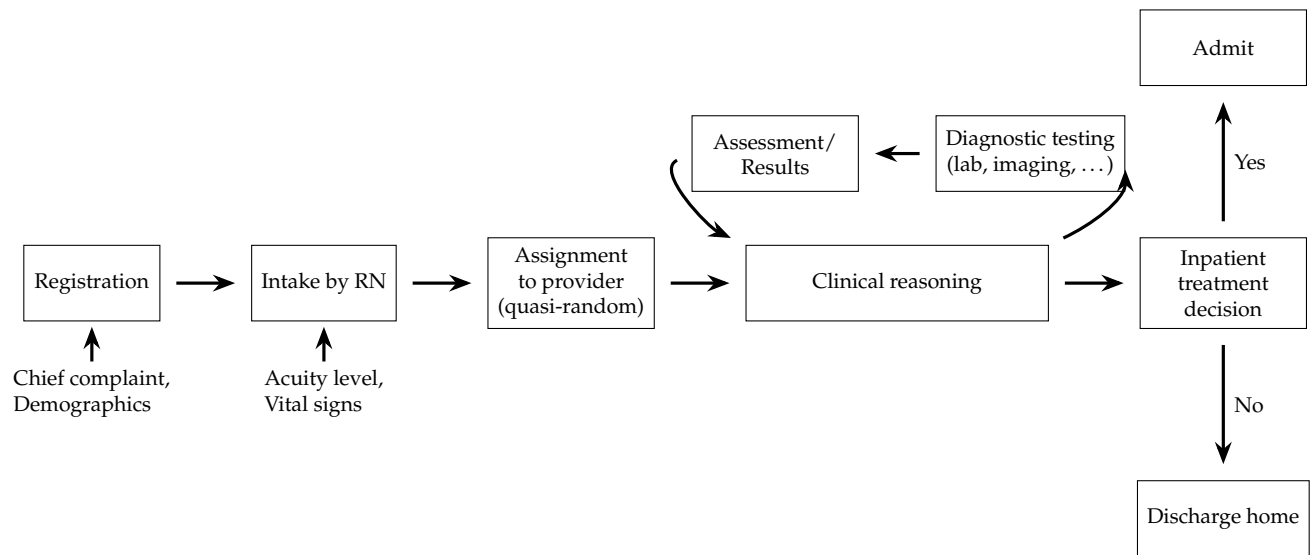 Admit
Assessment/
Results
Diagnostic testing
(lab, imaging, …)
Yes
Registration
Intake by RN
Assignment
to provider
(quasi-random)
Clinical reasoning
Inpatient
treatment
decision
Chief complaint,
Demographics
Acuity level,
Vital signs
No
Discharge home